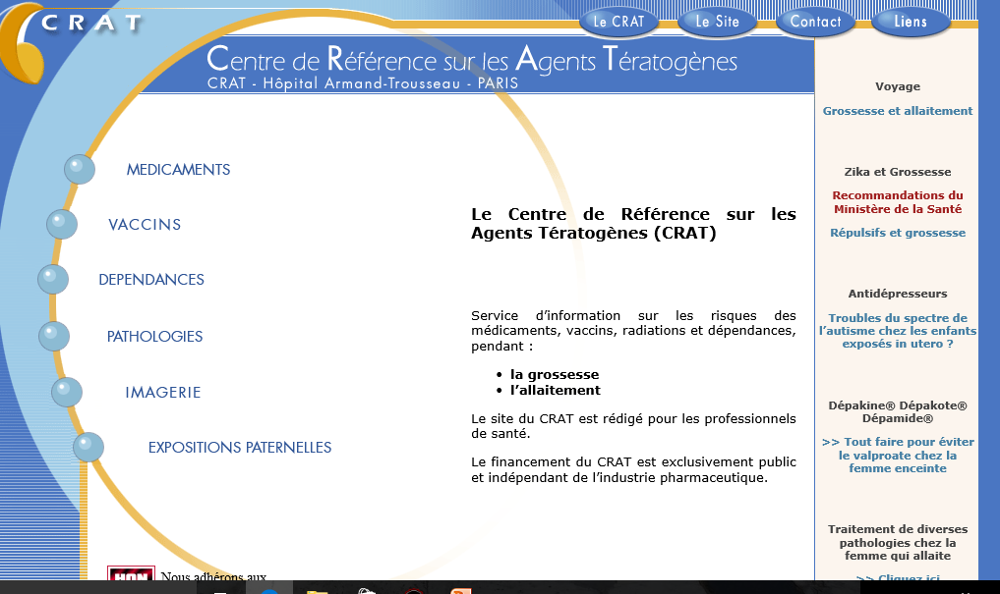 CRAT
Le CRAT
Le Site
Contact
Liens
Centre de Référence sur les Agents Tératogènes
CRAT - Hôpital Armand-Trousseau - PARIS
MEDICAMENTS
VACCINS
DEPENDANCES
PATHOLOGIES
IMAGERIE
EXPOSITIONS PATERNELLES
Le Centre de Référence sur les
Agents Tératogènes (CRAT)
Service d'information sur les risques des
médicaments, vaccins, radiations et dépendances,
pendant :
• la grossesse
• l'allaitement
Le site du CRAT est rédigé pour les professionnels
de santé.
Le financement du CRAT est exclusivement public
et indépendant de l'industrie pharmaceutique.
HON
Nous adhérons aux
Voyage
Grossesse et allaitement
Zika et Grossesse
Recommandations du
Ministère de la Santé
Répulsifs et grossesse
Antidépresseurs
Troubles du spectre de
l'autisme chez les enfants
exposés in utero ?
Dépakine® Dépakote®
Dépamide®
>> Tout faire pour éviter
le valproate chez la
femme enceinte
Traitement de diverses
pathologies chez la
femme qui allaite
>> Cliquez ici